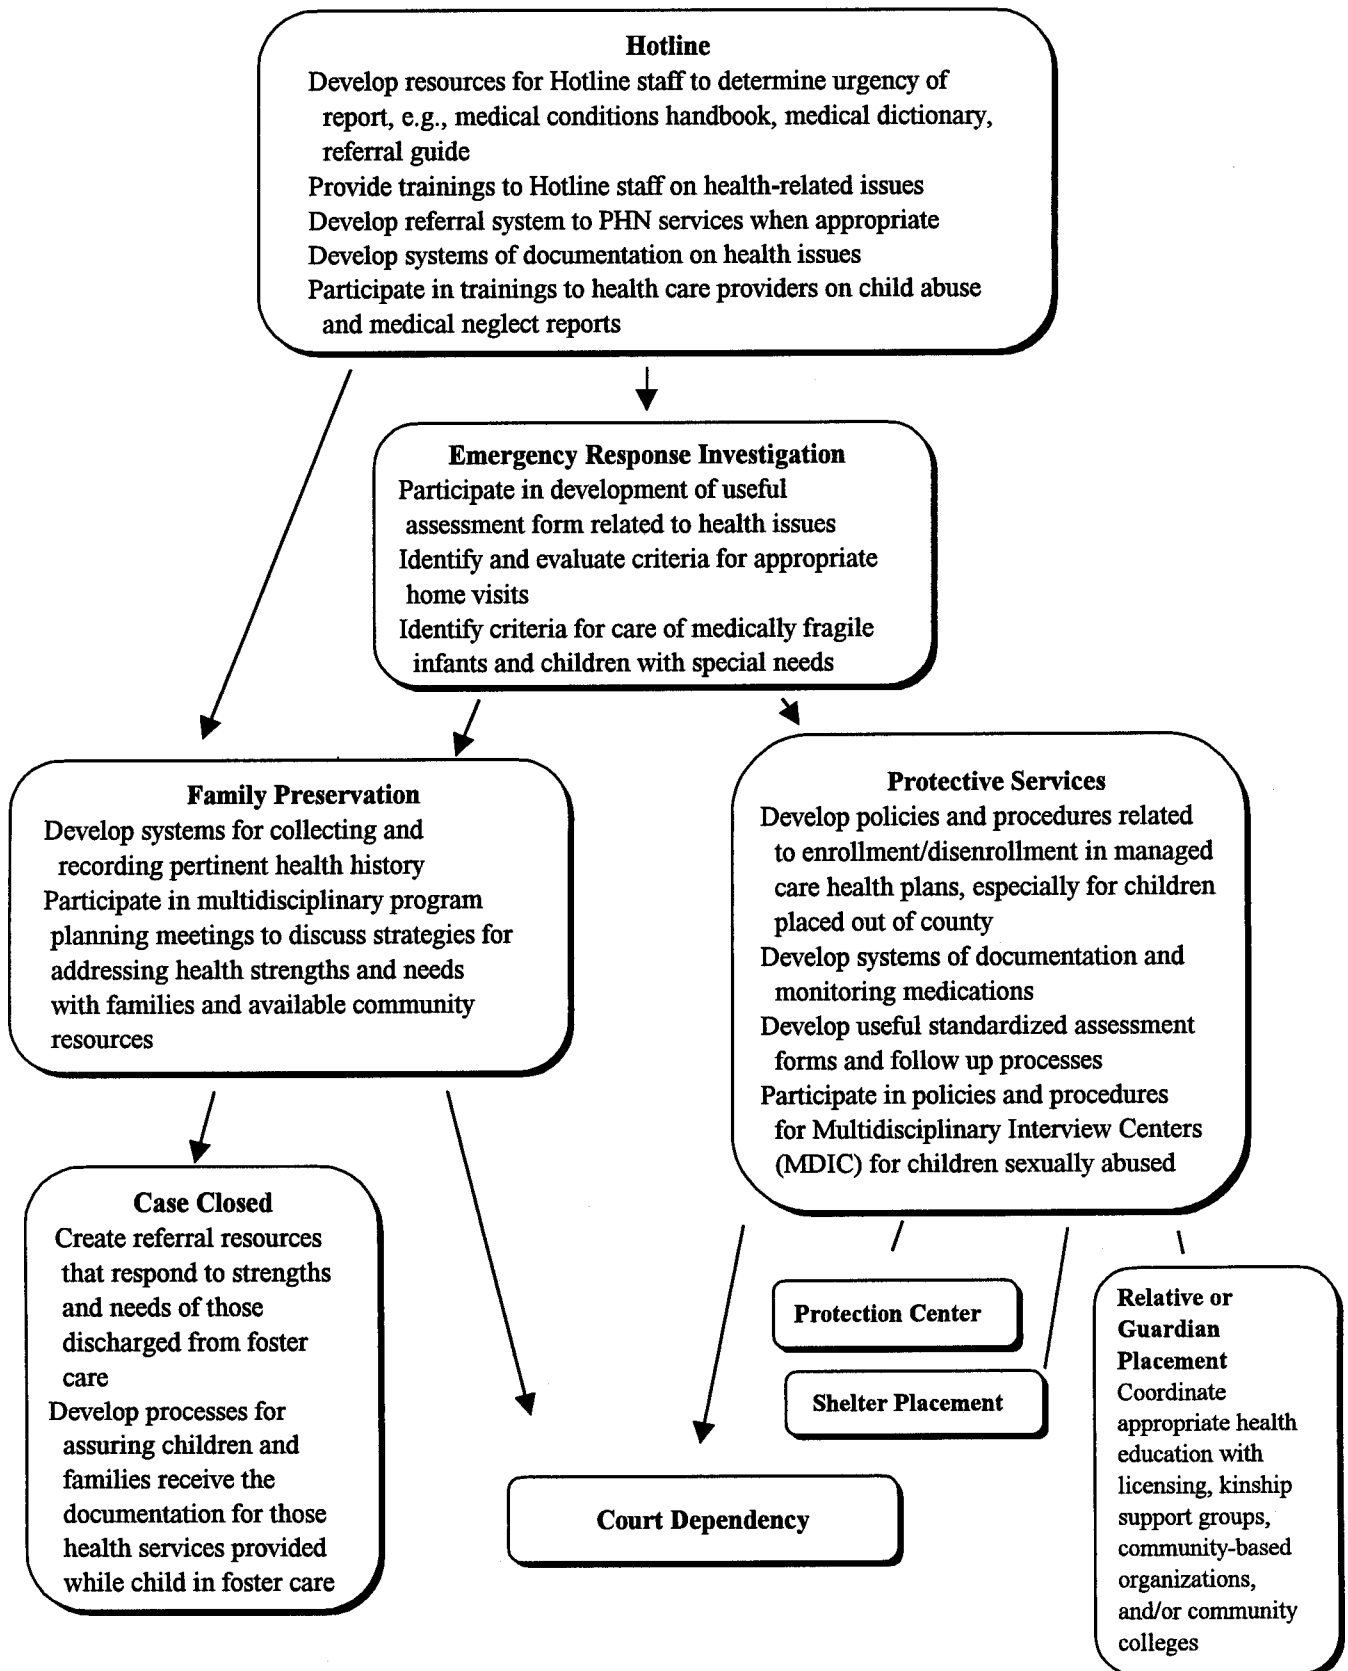 Hotline
Develop resources for Hotline staff to determine urgency of
report, e.g., medical conditions handbook, medical dictionary,
referral guide
Provide trainings to Hotline staff on health-related issues
Develop referral system to PHN services when appropriate
Develop systems of documentation on health issues
Participate in trainings to health care providers on child abuse
and medical neglect reports
Emergency Response Investigation
Participate in development of useful
assessment form related to health issues
Identify and evaluate criteria for appropriate
home visits
Identify criteria for care of medically fragile
infants and children with special needs
Family Preservation
Develop systems for collecting and
recording pertinent health history
Participate in multidisciplinary program
planning meetings to discuss strategies for
addressing health strengths and needs
with families and available community
resources
Protective Services
Develop policies and procedures related
to enrollment/disenrollment in managed
care health plans, especially for children
placed out of county
Develop systems of documentation and
monitoring medications
Develop useful standardized assessment
forms and follow up processes
Participate in policies and procedures
for Multidisciplinary Interview Centers
(MDIC) for children sexually abused
Case Closed
Create referral resources
that respond to strengths
and needs of those
discharged from foster
care
Develop processes for
assuring children and
families receive the
documentation for those
health services provided
while child in foster care
Court Dependency
Protection Center
Shelter Placement
Relative or
Guardian
Placement
Coordinate
appropriate health
education with
licensing, kinship
support groups,
community-based
organizations,
and/or community
colleges